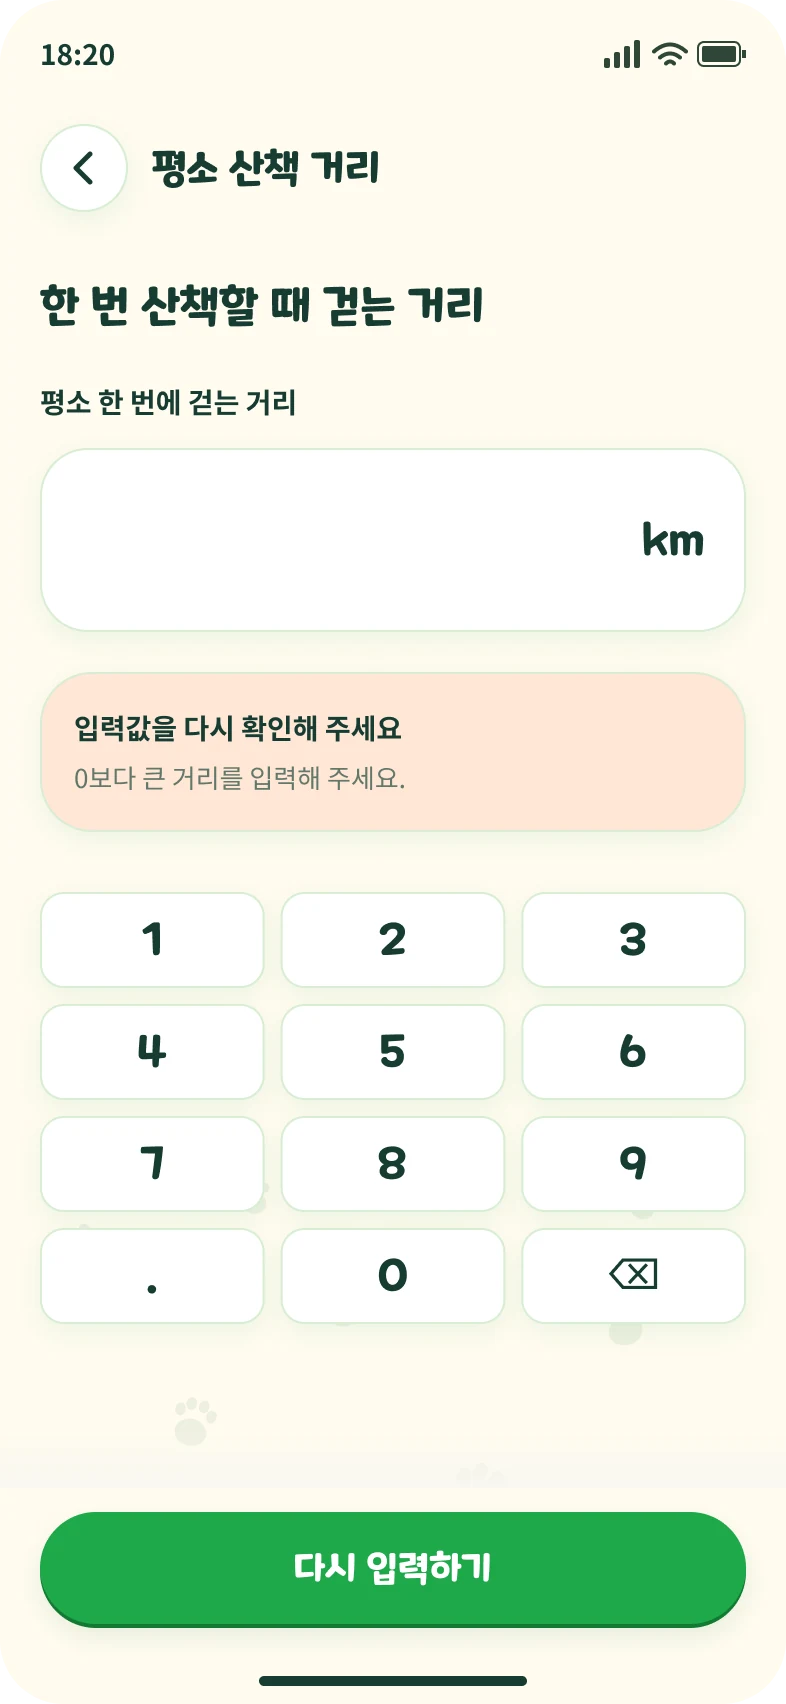 18:20
평소 산책 거리
한 번 산책할 때 걷는 거리
평소 한 번에 걷는 거리
km
입력값을 다시 확인해 주세요
0보다 큰 거리를 입력해 주세요.
1 2 3
4 5 6
7 8 9
. 0
다시 입력하기